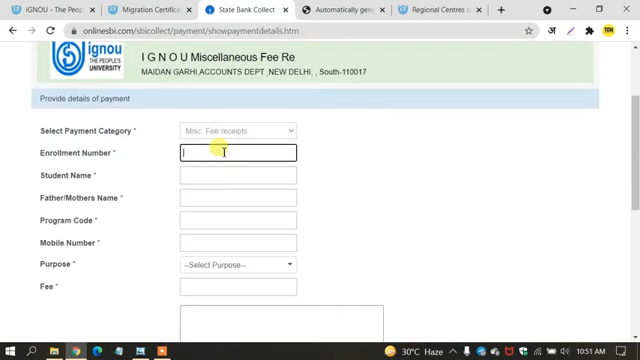 IGNOU - The Peop
Migration Certifica
State Bank Collect
Automatically gene
Regional Centres o
onlinesbi.com/sbicollect/payment/showpaymentdetails.htm
अ
TON
ignou
THE PEOPLE'S
UNIVERSITY
I G N O U Miscellaneous Fee Re
MAIDAN GARHI,ACCOUNTS DEPT ,NEW DELHI, , South-110017
Provide details of payment
Select Payment Category *
Misc Fee receipts
Enrollment Number *
Student Name *
Father/Mothers Name *
Program Code *
Mobile Number *
Purpose *
--Select Purpose--
Fee *
30°C Haze
10:51 AM